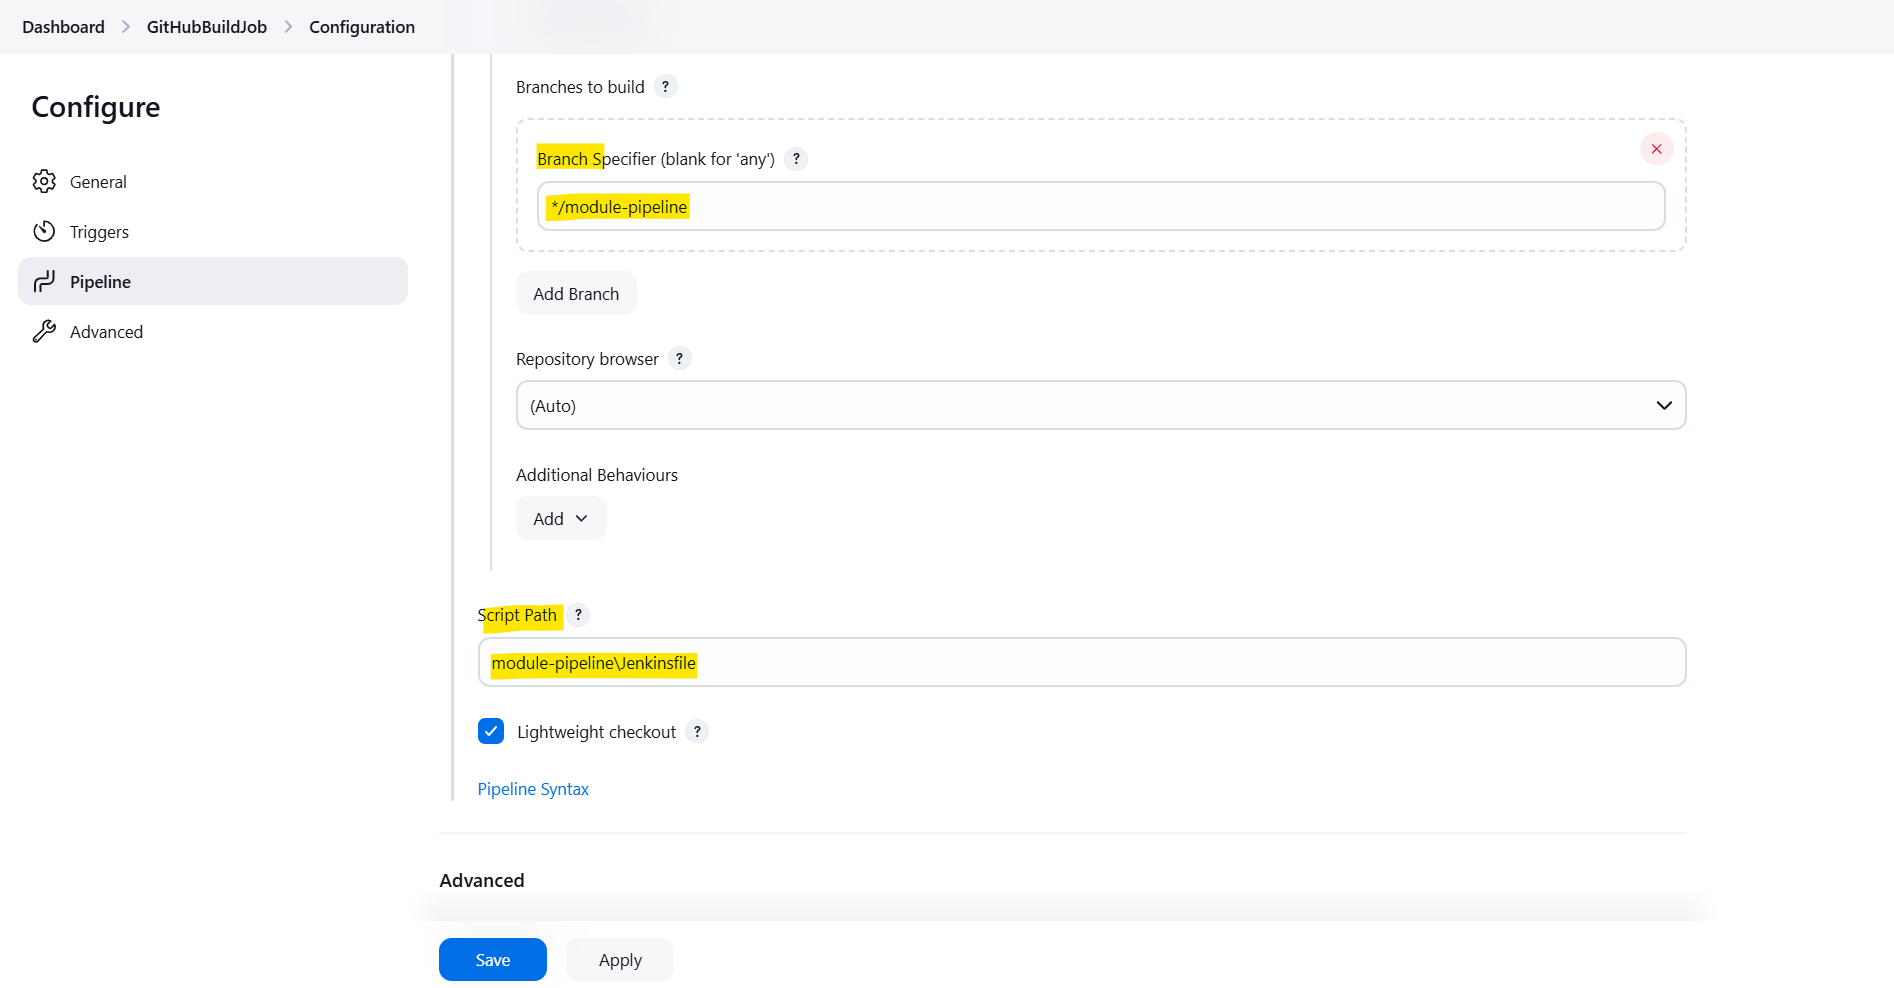 Dashboard > GitHubBuildJob > Configuration
Configure
General
Triggers
Pipeline
Advanced
Branches to build ?
Branch Specifier (blank for 'any') ?
*/module-pipeline
Add Branch
Repository browser ?
(Auto)
Additional Behaviours
Add
Script Path ?
module-pipeline\Jenkinsfile
Lightweight checkout ?
Pipeline Syntax
Advanced
Save Apply